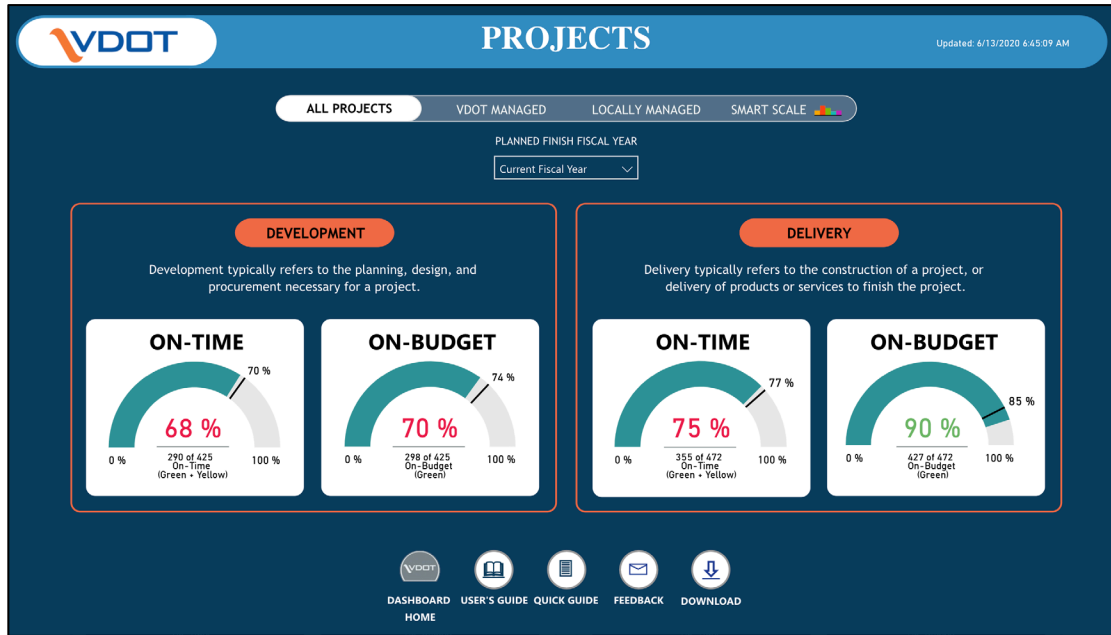 VDOT
PROJECTS
Updated: 6/13/2020 6:45:09 AM
ALL PROJECTS
VDOT MANAGED
LOCALLY MANAGED
SMART SCALE
PLANNED FINISH FISCAL YEAR
Current Fiscal Year
DEVELOPMENT
Development typically refers to the planning, design, and
procurement necessary for a project.
ON-TIME
70 %
68 %
0 %
290 of 425
On-Time
(Green + Yellow)
100 %
ON-BUDGET
74 %
70 %
0 %
298 of 425
On-Budget
(Green)
100 %
DELIVERY
Delivery typically refers to the construction of a project, or
delivery of products or services to finish the project.
ON-TIME
77 %
75 %
0 %
355 of 472
On-Time
(Green + Yellow)
100 %
ON-BUDGET
85 %
90 %
0 %
427 of 472
On-Budget
(Green)
100 %
VDOT
DASHBOARD
HOME
USER'S GUIDE
QUICK GUIDE
FEEDBACK
DOWNLOAD